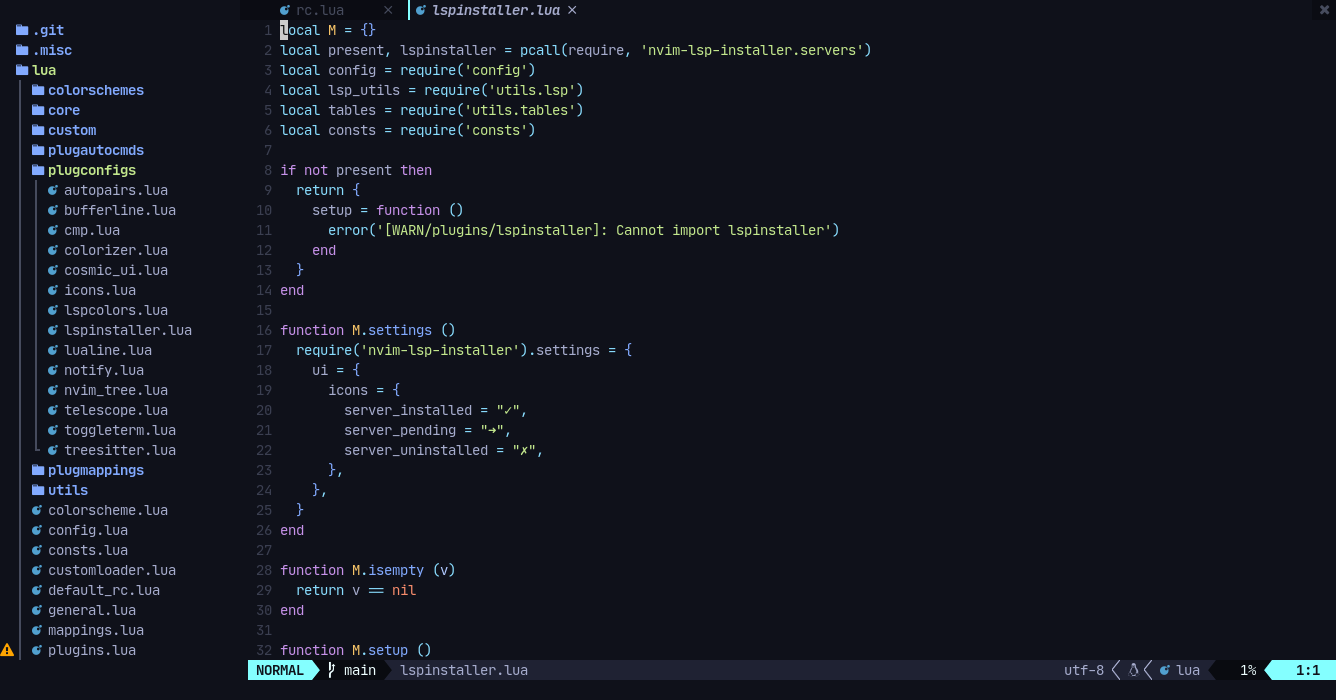 rc.lua
lspinstaller.lua
.git
.misc
lua
colorschemes
core
custom
plugautocmds
plugconfigs
autopairs.lua
bufferline.lua
cmp.lua
colorizer.lua
cosmic_ui.lua
icons.lua
lspcolors.lua
lspinstaller.lua
lualine.lua
notify.lua
nvim_tree.lua
telescope.lua
toggleterm.lua
treesitter.lua
plugmappings
utils
colorscheme.lua
config.lua
consts.lua
customloader.lua
default_rc.lua
general.lua
mappings.lua
plugins.lua
1 local M = {}
2 local present, lspinstaller = pcall(require, 'nvim-lsp-installer.servers')
3 local config = require('config')
4 local lsp_utils = require('utils.lsp')
5 local tables = require('utils.tables')
6 local consts = require('consts')
7
8 if not present then
9   return {
10     setup = function ()
11       error('[WARN/plugins/lspinstaller]: Cannot import lspinstaller')
12     end
13   }
14 end
15
16 function M.settings ()
17   require('nvim-lsp-installer').settings = {
18     ui = {
19       icons = {
20         server_installed = "✓",
21         server_pending = "➜",
22         server_uninstalled = "✗",
23       },
24     },
25   }
26 end
27
28 function M.isempty (v)
29   return v == nil
30 end
31
32 function M.setup ()
NORMAL main lspinstaller.lua utf-8 lua 1% 1:1